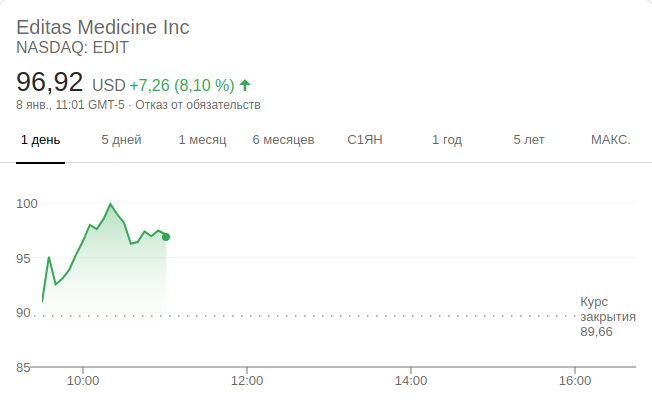 Editas Medicine Inc
NASDAQ: EDIT
96,92 USD +7,26 (8,10 %)
8 янв., 11:01 GMT-5 · Отказ от обязательств
1 день 5 дней 1 месяц 6 месяцев С1ЯН 1 год 5 лет МАКС.
100
95
90
Курс
закрытия
89,66
85
10:00 12:00 14:00 16:00